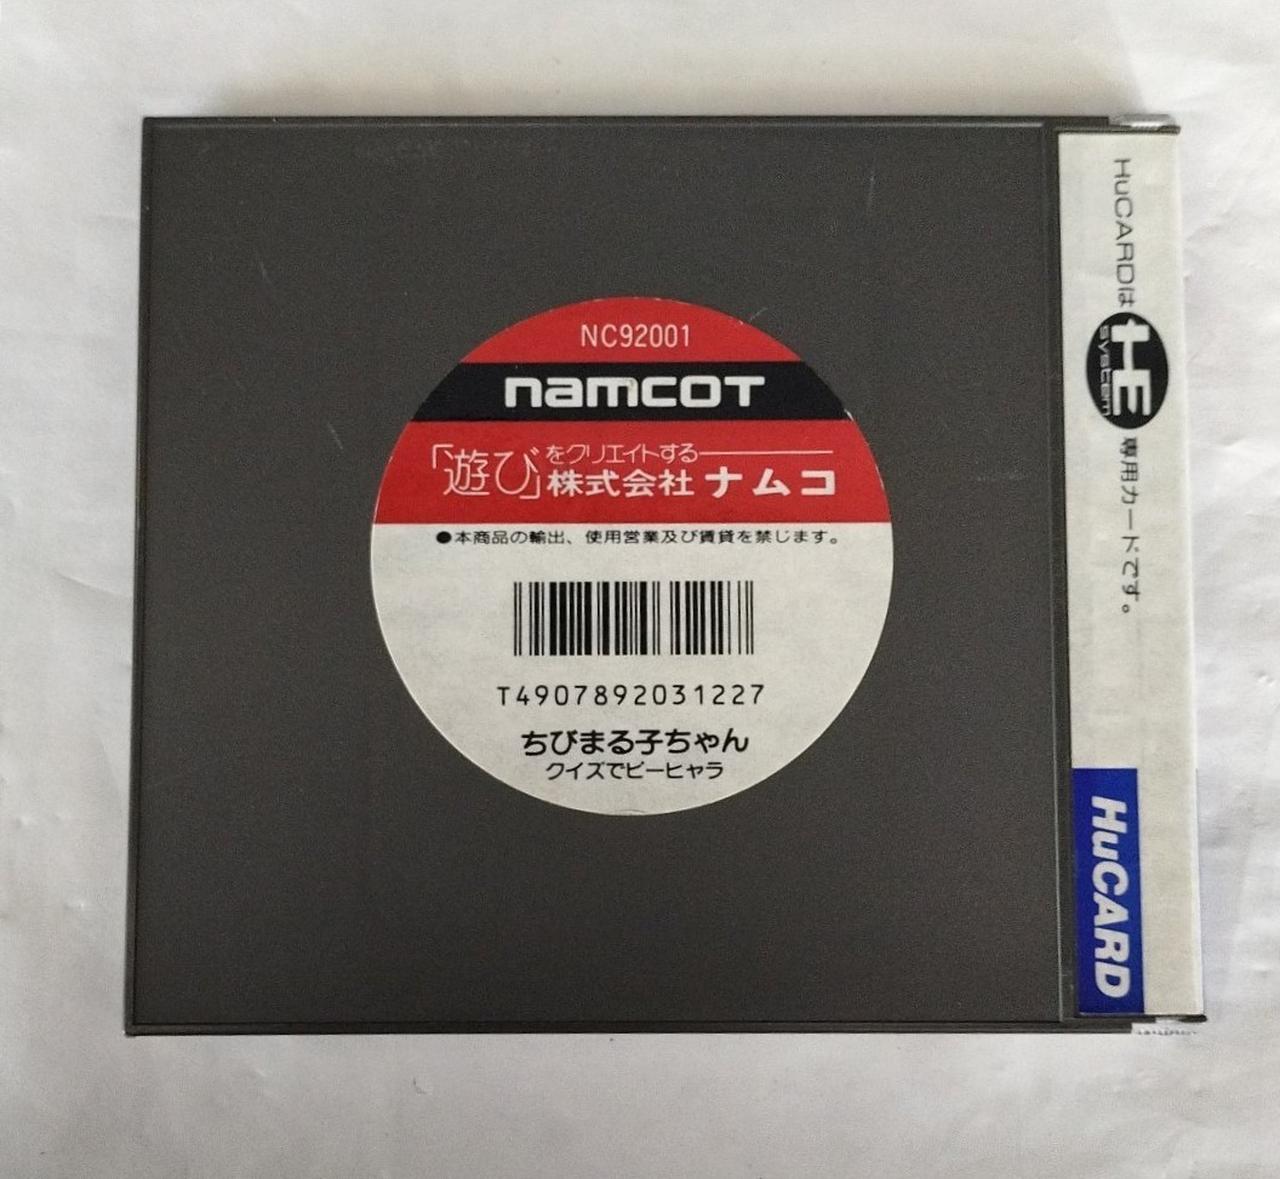 NC92001
namcot
「遊び」をクリエイトする
株式会社ナムコ
●本商品の輸出、使用営業及び賃貸を禁じます。
T4907892031227
ちびまる子ちゃん
クイズでピーヒャラ
HuCARDは HE system 専用カードです。
HuCARD